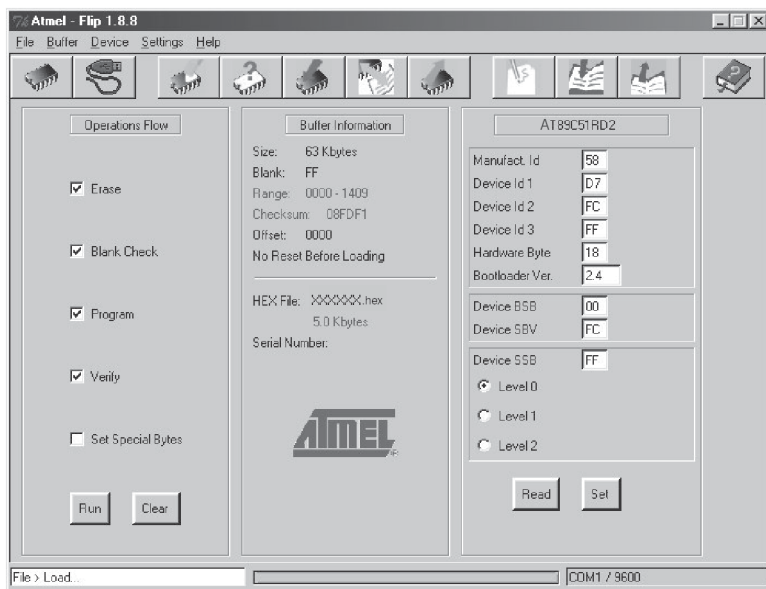 Atmel - Flip 1.8.8
File Buffer Device Settings Help
Operations Flow
Erase
Blank Check
Program
Verify
Set Special Bytes
Run Clear
Buffer Information
Size: 63 Kbytes
Blank: FF
Range: 0000 - 1409
Checksum: 08FDF1
Offset: 0000
No Reset Before Loading
HEX File: XXXXXX.hex
5.0 Kbytes
Serial Number:
ATMEL
AT89C51RD2
Manufact. Id 58
Device Id 1 D7
Device Id 2 FC
Device Id 3 FF
Hardware Byte 18
Bootloader Ver. 2.4
Device BSB 00
Device SBV FC
Device SSB FF
Level 0
Level 1
Level 2
Read Set
File > Load...
COM1 / 9600